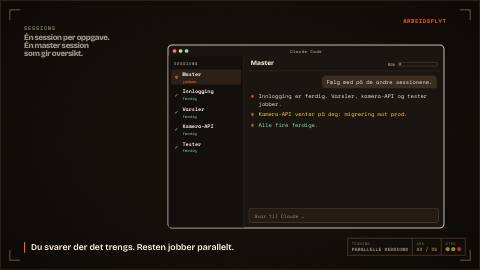 ARBEIDSFLYT
SESSIONS
Én session per oppgave.
Én master session
som gir oversikt.
Claude Code
SESSIONS
Master
jobber
Innlogging
ferdig
Varsler
ferdig
Kamera-API
ferdig
Tester
ferdig
Master
Følg med på de andre sessionene.
Innlogging er ferdig. Varsler, kamera-API og tester
jobber.
Kamera-API venter på deg: migrering mot prod.
Alle fire ferdige.
Svar til Claude …
Du svarer der det trengs. Resten jobber parallelt.
PARALLELLE SESSIONS